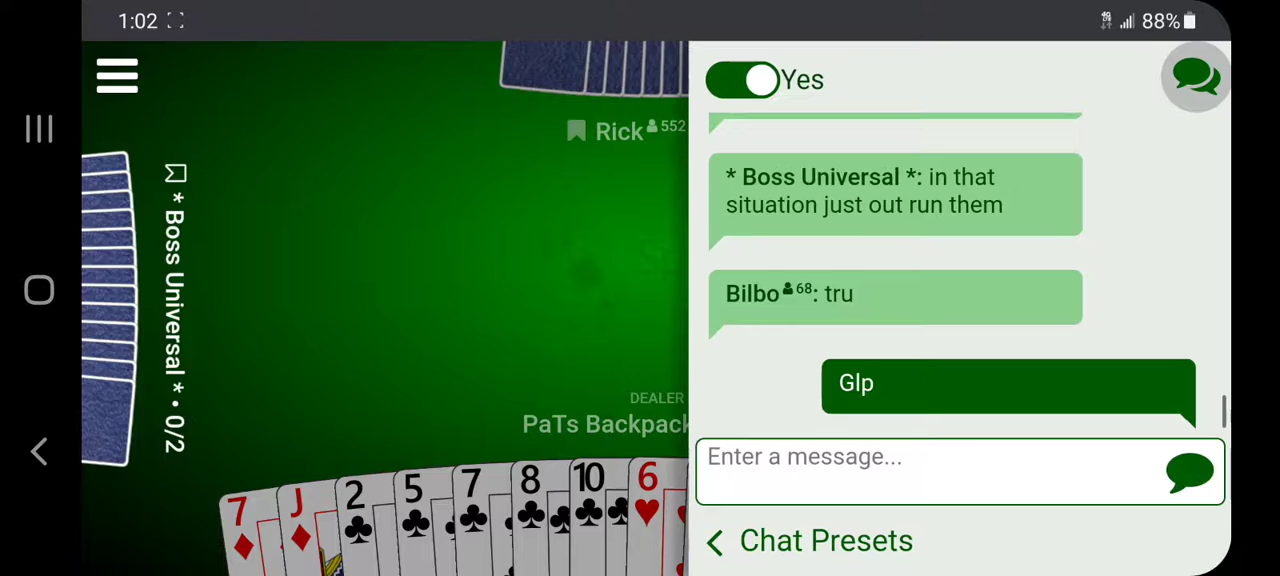 1:02
88%
Yes
Rick 552
* Boss Universal *: in that
situation just out run them
Bilbo 68: tru
Glp
* Boss Universal * • 0/2
DEALER
PaTs Backpack
Enter a message...
Chat Presets
7 J 2 5 7 8 10 6